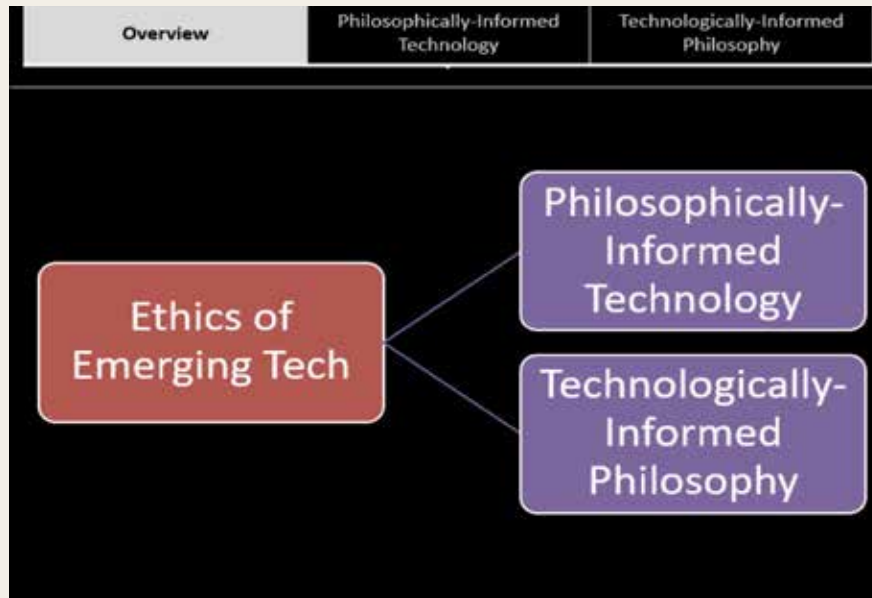 Overview
Philosophically-Informed
Technology
Technologically-Informed
Philosophy
Ethics of
Emerging Tech
Philosophically-
Informed
Technology
Technologically-
Informed
Philosophy